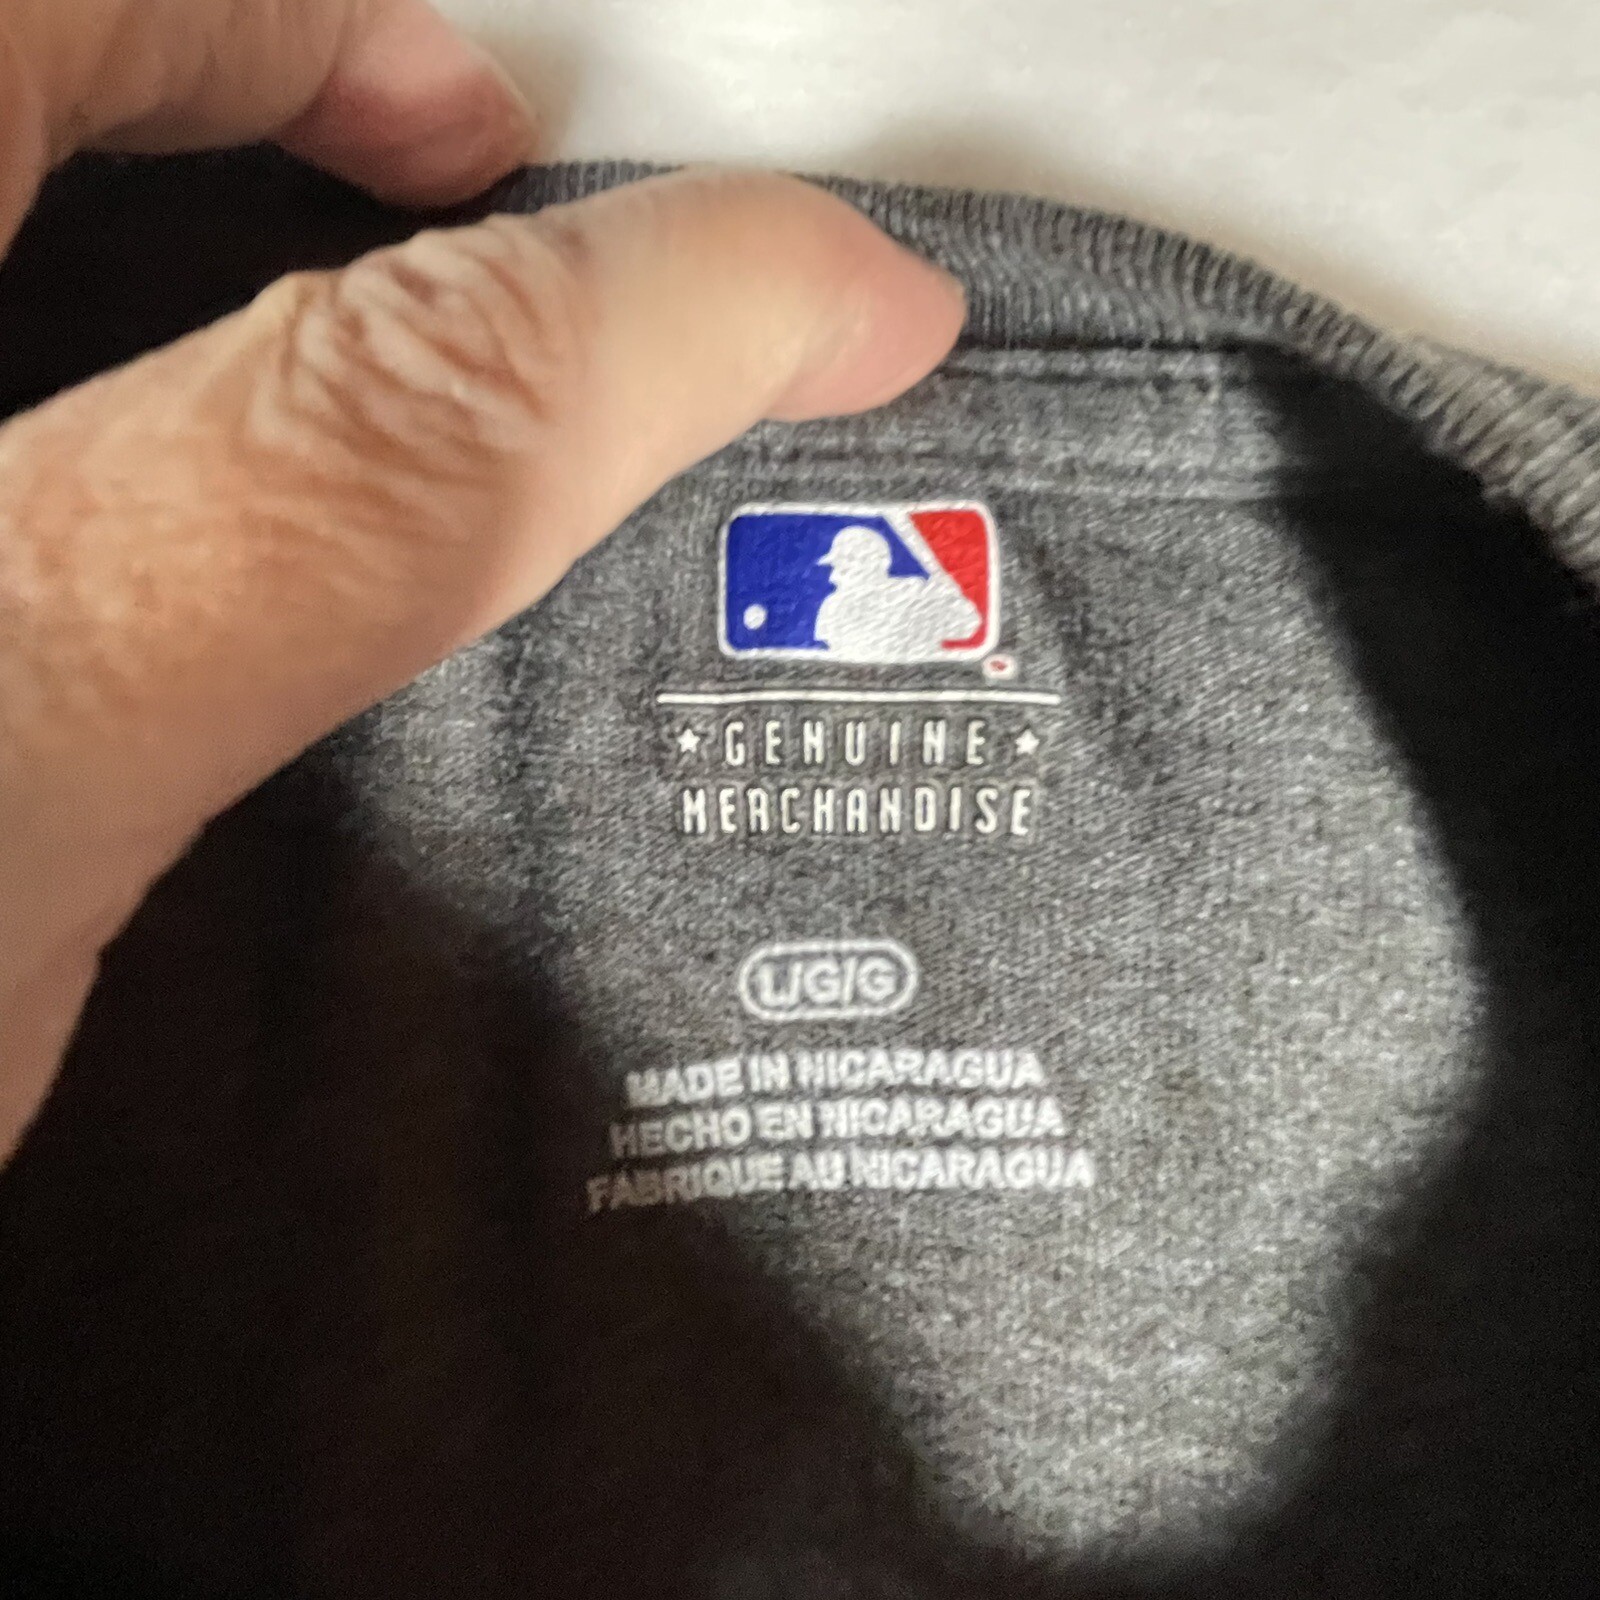 ★ GENUINE ★
MERCHANDISE
L/G/G
MADE IN NICARAGUA
HECHO EN NICARAGUA
FABRIQUE AU NICARAGUA